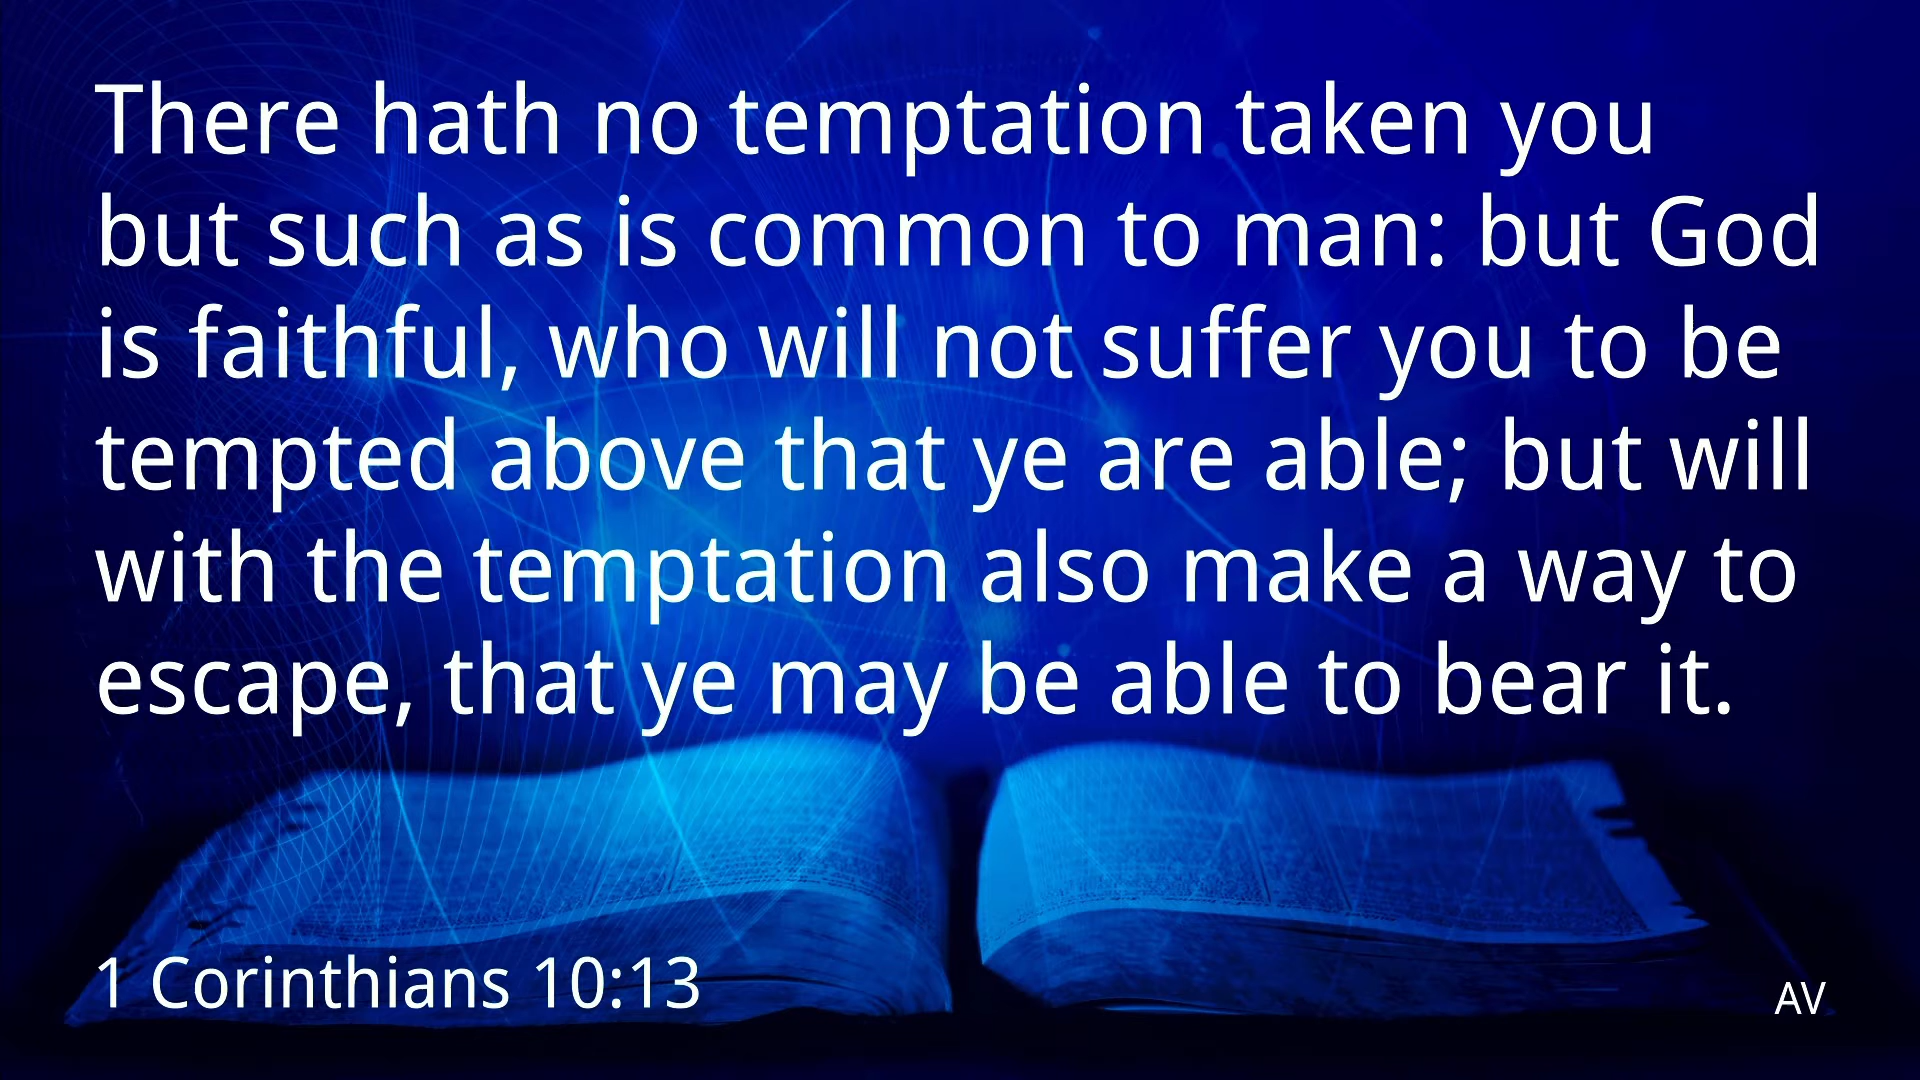 There hath no temptation taken you
but such as is common to man: but God
is faithful, who will not suffer you to be
tempted above that ye are able; but will
with the temptation also make a way to
escape, that ye may be able to bear it.
1 Corinthians 10:13
AV